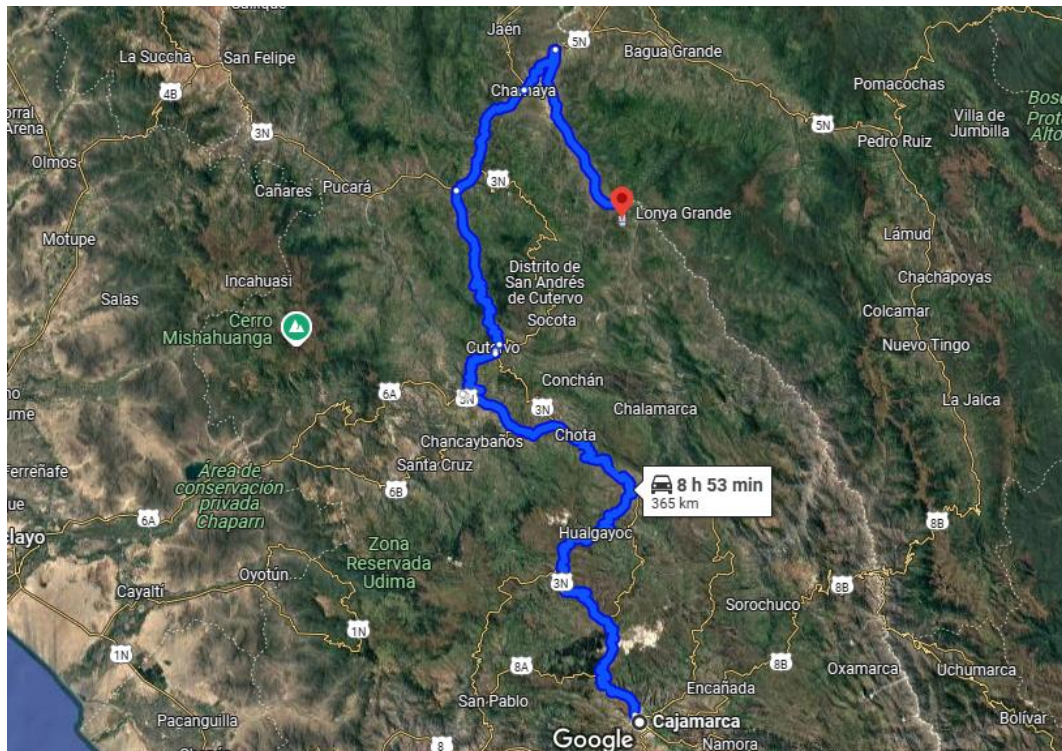 Jaén
5N
La Succha
San Felipe
Bagua Grande
Pomacochas
4B
Chamaya
Villa de
Jumbilla
5N
3N
Pedro Ruiz
Olmos
Cañares
Pucará
3N
Lonya Grande
Motupe
Lámud
Incahuasi
Distrito de
San Andrés
de Cutervo
Chachapoyas
Salas
Cerro
Mishahuanga
Socota
Colcamar
Cutervo
Nuevo Tingo
6A
Conchán
3N
3N
Chalamarca
La Jalca
Chancaybaños
Chota
Santa Cruz
Área de
conservación
privada
Chaparri
6B
8 h 53 min
365 km
6A
8B
Hualgayoc
Zona
Reservada
Udima
Oyotún
3N
8B
Cayaltí
Sorochuco
1N
1N
8A
8B
Oxamarca
Uchumarca
San Pablo
Encañada
Bolívar
Pacanguilla
Cajamarca
8
Google
Namora